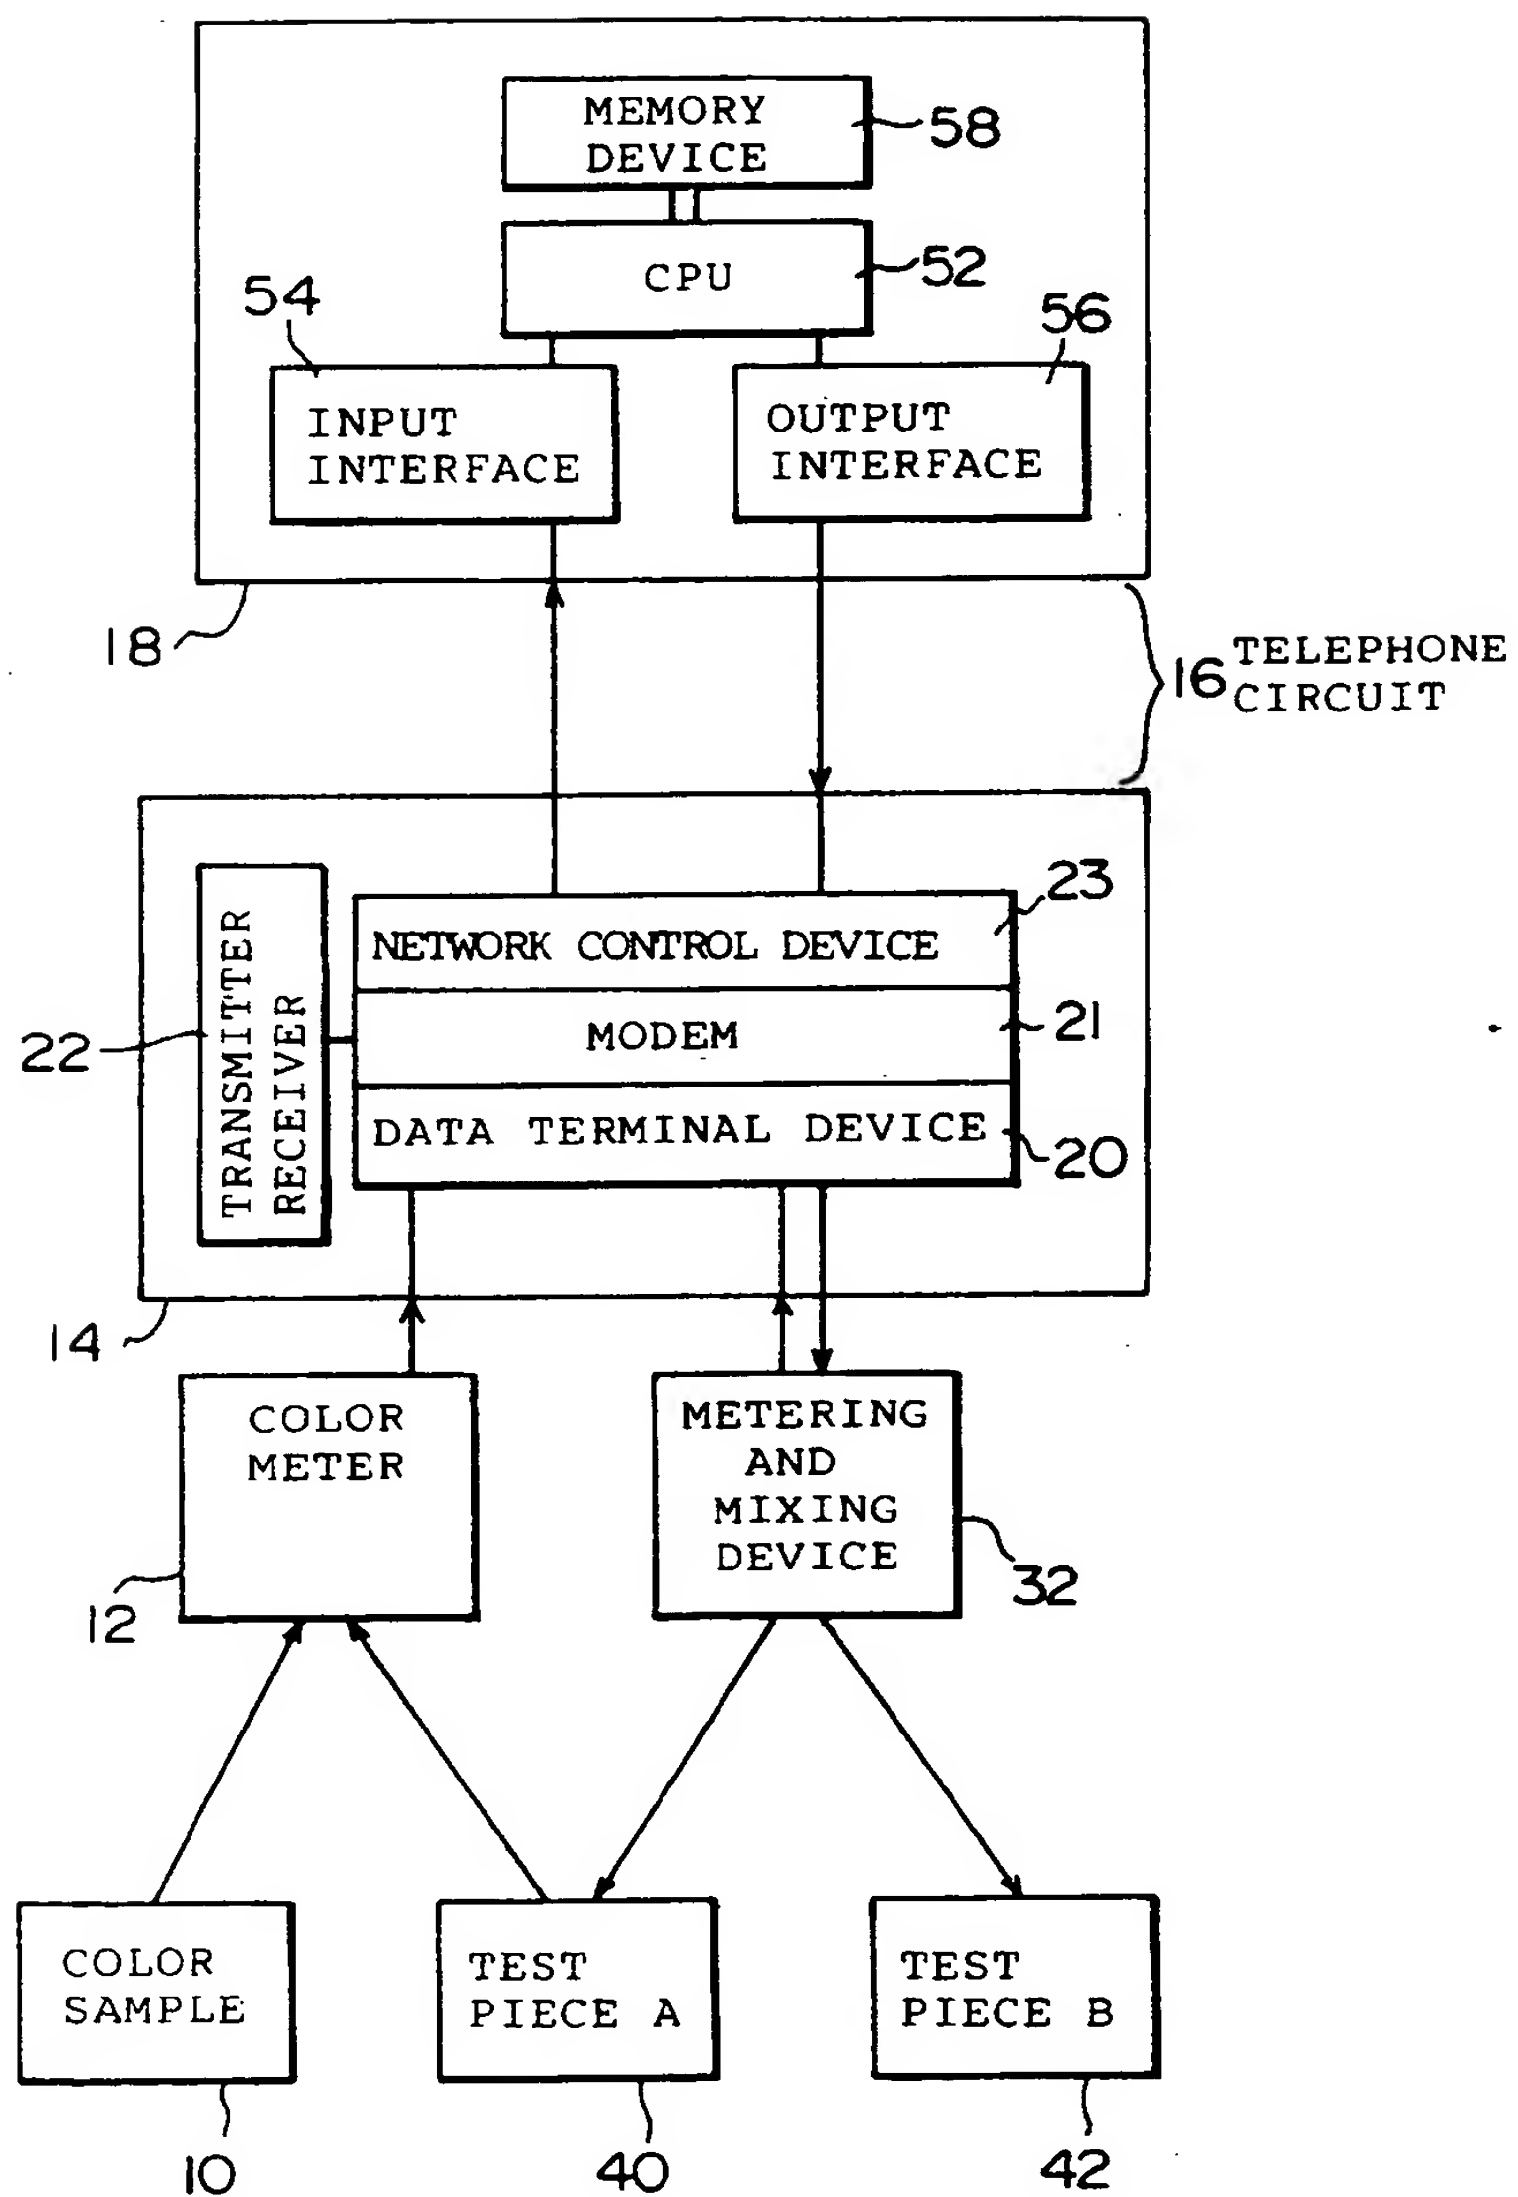 MEMORY
DEVICE
58
CPU
52
54
56
INPUT
INTERFACE
OUTPUT
INTERFACE
18
16
TELEPHONE
CIRCUIT
23
NETWORK CONTROL DEVICE
TRANSMITTER
RECEIVER
22
MODEM
21
DATA TERMINAL DEVICE
20
14
COLOR
METER
METERING
AND
MIXING
DEVICE
12
32
COLOR
SAMPLE
TEST
PIECE A
TEST
PIECE B
10
40
42